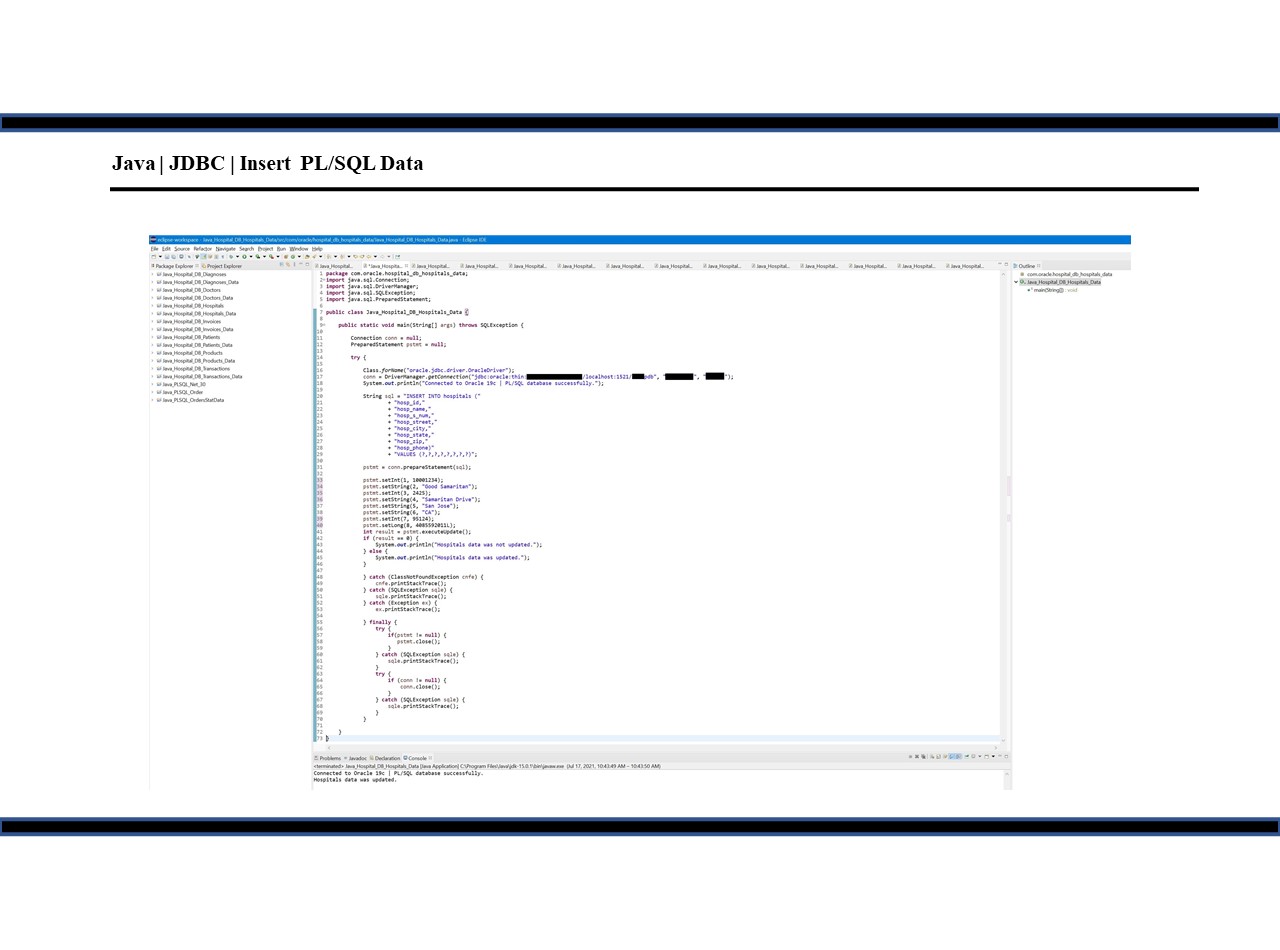 Java | JDBC | Insert PL/SQL Data
eclipse-workspace - Java_Hospital_DB_Hospitals_Data/src/com/oracle/hospital_db_hospitals_data/Java_Hospital_DB_Hospitals_Data.java - Eclipse IDE
File Edit Source Refactor Navigate Search Project Run Window Help
Package Explorer Project Explorer
Java_Hospital_DB_Diagnoses
Java_Hospital_DB_Diagnoses_Data
Java_Hospital_DB_Doctors
Java_Hospital_DB_Doctors_Data
Java_Hospital_DB_Hospitals
Java_Hospital_DB_Hospitals_Data
Java_Hospital_DB_Invoices
Java_Hospital_DB_Invoices_Data
Java_Hospital_DB_Patients
Java_Hospital_DB_Patients_Data
Java_Hospital_DB_Products
Java_Hospital_DB_Products_Data
Java_Hospital_DB_Transactions
Java_Hospital_DB_Transactions_Data
Java_PLSQL_Net_30
Java_PLSQL_Order
Java_PLSQL_OrdersStatData
Java_Hospital... *Java_Hospita... Java_Hospital... Java_Hospital... Java_Hospital... Java_Hospital... Java_Hospital... Java_Hospital... Java_Hospital... Java_Hospital... Java_Hospital... Java_Hospital... Java_Hospital... Java_Hospital...
1 package com.oracle.hospital_db_hospitals_data;
2 import java.sql.Connection;
3 import java.sql.DriverManager;
4 import java.sql.SQLException;
5 import java.sql.PreparedStatement;
6
7 public class Java_Hospital_DB_Hospitals_Data {
8
9 public static void main(String[] args) throws SQLException {
10
11 Connection conn = null;
12 PreparedStatement pstmt = null;
13
14 try {
15
16 Class.forName("oracle.jdbc.driver.OracleDriver");
17 conn = DriverManager.getConnection("jdbc:oracle:thin: /localhost:1521/ pdb", " ", " ");
18 System.out.println("Connected to Oracle 19c | PL/SQL database successfully.");
19
20 String sql = "INSERT INTO hospitals ("
21 + "hosp_id,"
22 + "hosp_name,"
23 + "hosp_s_num,"
24 + "hosp_street,"
25 + "hosp_city,"
26 + "hosp_state,"
27 + "hosp_zip,"
28 + "hosp_phone)"
29 + "VALUES (?,?,?,?,?,?,?,?)";
30
31 pstmt = conn.prepareStatement(sql);
32
33 pstmt.setInt(1, 10001234);
34 pstmt.setString(2, "Good Samaritan");
35 pstmt.setInt(3, 2425);
36 pstmt.setString(4, "Samaritan Drive");
37 pstmt.setString(5, "San Jose");
38 pstmt.setString(6, "CA");
39 pstmt.setInt(7, 95124);
40 pstmt.setLong(8, 4085592011L);
41 int result = pstmt.executeUpdate();
42 if (result == 0) {
43 System.out.println("Hospitals data was not updated.");
44 } else {
45 System.out.println("Hospitals data was updated.");
46 }
47
48 } catch (ClassNotFoundException cnfe) {
49 cnfe.printStackTrace();
50 } catch (SQLException sqle) {
51 sqle.printStackTrace();
52 } catch (Exception ex) {
53 ex.printStackTrace();
54
55 } finally {
56 try {
57 if(pstmt != null) {
58 pstmt.close();
59 }
60 } catch (SQLException sqle) {
61 sqle.printStackTrace();
62 }
63 try {
64 if (conn != null) {
65 conn.close();
66 }
67 } catch (SQLException sqle) {
68 sqle.printStackTrace();
69 }
70 }
71
72 }
73 }
Outline
com.oracle.hospital_db_hospitals_data
Java_Hospital_DB_Hospitals_Data
main(String[]) : void
Problems Javadoc Declaration Console
<terminated> Java_Hospital_DB_Hospitals_Data [Java Application] C:\Program Files\Java\jdk-15.0.1\bin\javaw.exe (Jul 17, 2021, 10:43:49 AM – 10:43:50 AM)
Connected to Oracle 19c | PL/SQL database successfully.
Hospitals data was updated.